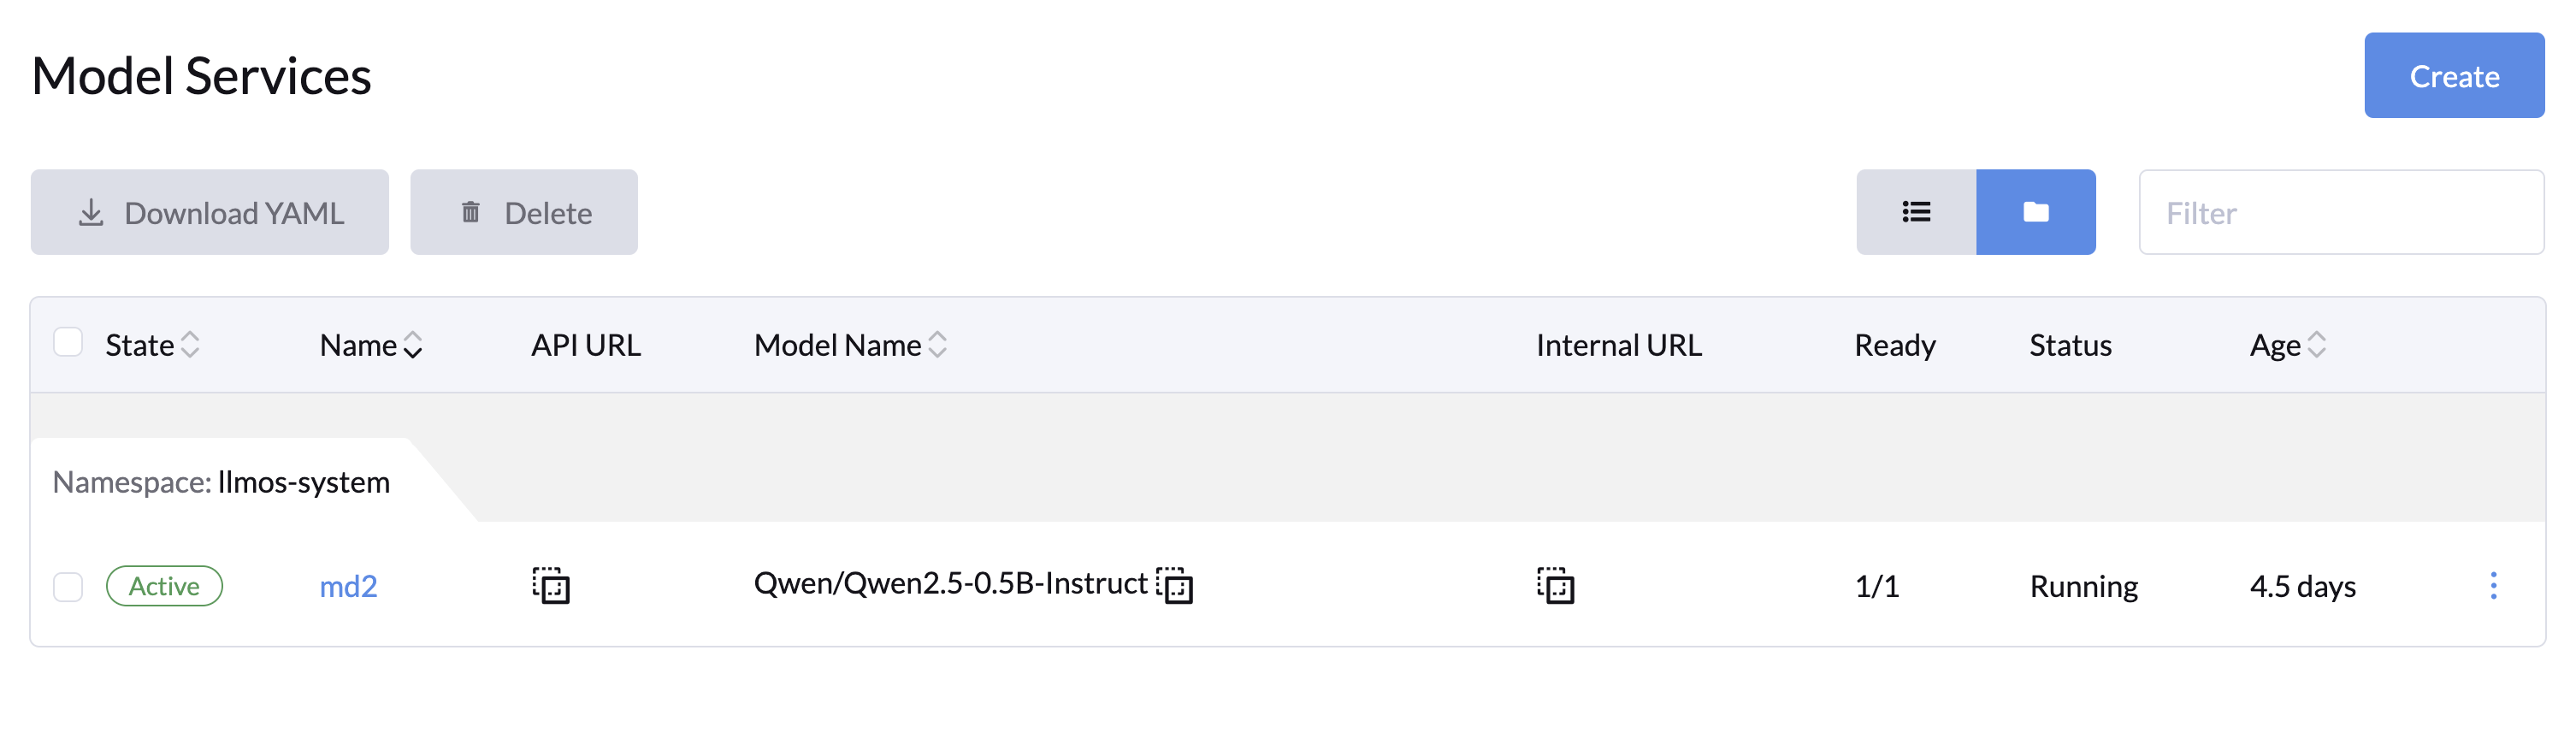 Model Services
Create
Download YAML
Delete
Filter
State Name API URL Model Name Internal URL Ready Status Age
Namespace: llmos-system
Active md2 Qwen/Qwen2.5-0.5B-Instruct 1/1 Running 4.5 days